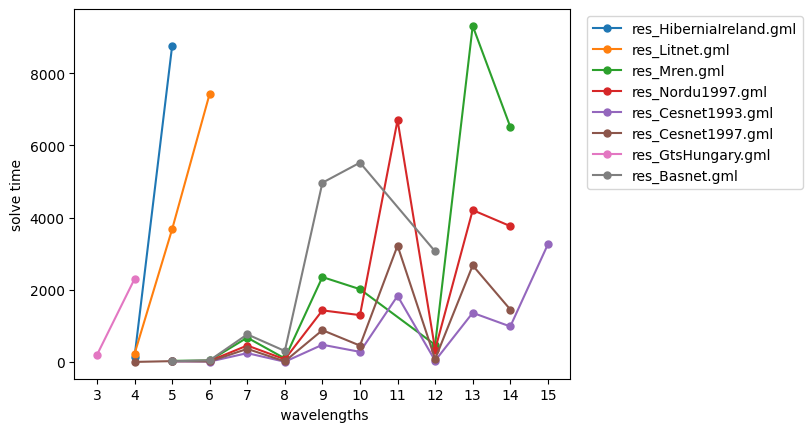 res_HiberniaIreland.gml
res_Litnet.gml
res_Mren.gml
res_Nordu1997.gml
res_Cesnet1993.gml
res_Cesnet1997.gml
res_GtsHungary.gml
res_Basnet.gml
solve time
8000
6000
4000
2000
0
3 4 5 6 7 8 9 10 11 12 13 14 15
wavelengths